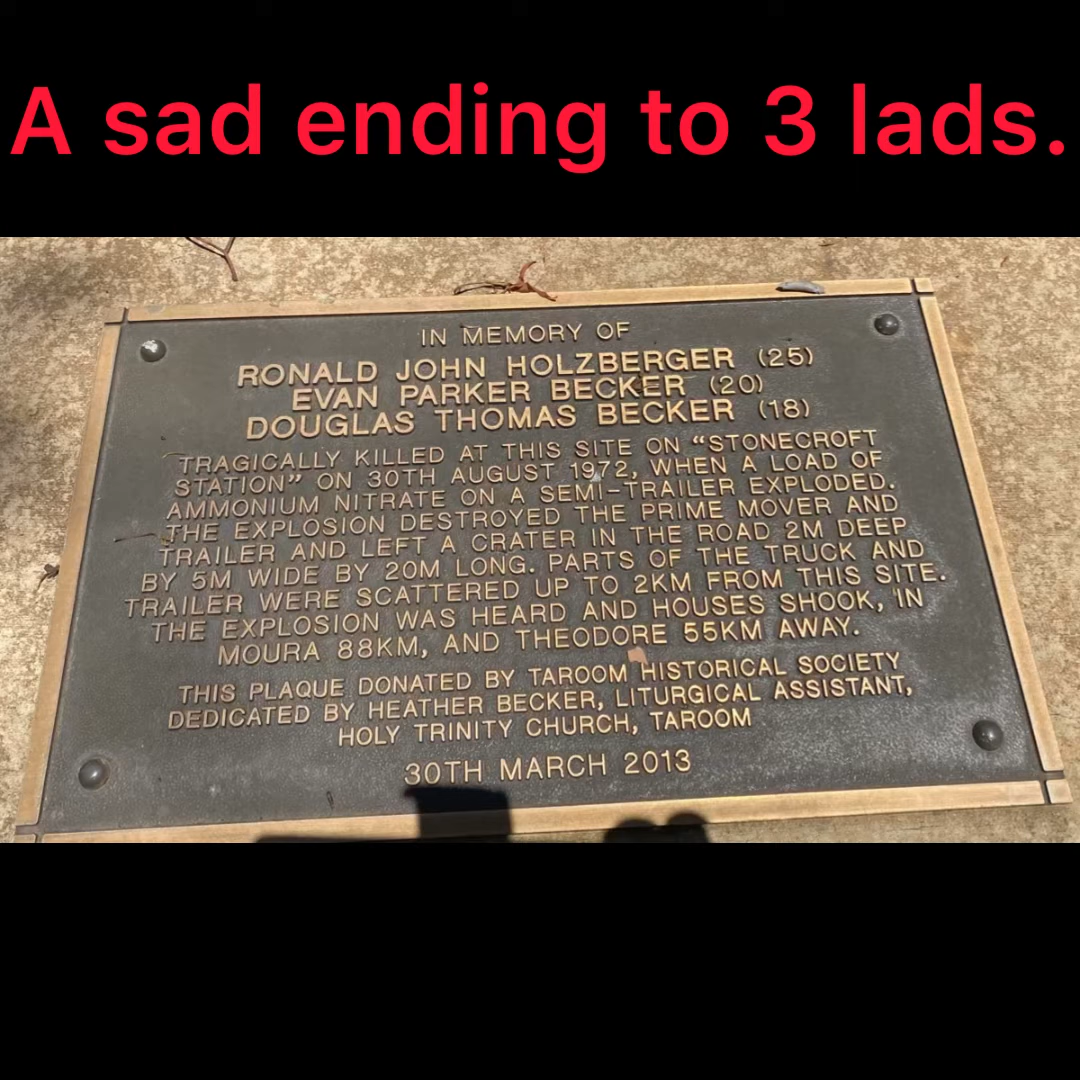 A sad ending to 3 lads.
IN MEMORY OF
RONALD JOHN HOLZBERGER (25)
EVAN PARKER BECKER (20)
DOUGLAS THOMAS BECKER (18)
TRAGICALLY KILLED AT THIS SITE ON "STONECROFT
STATION" ON 30TH AUGUST 1972, WHEN A LOAD OF
AMMONIUM NITRATE ON A SEMI-TRAILER EXPLODED.
THE EXPLOSION DESTROYED THE PRIME MOVER AND
TRAILER AND LEFT A CRATER IN THE ROAD 2M DEEP
BY 5M WIDE BY 20M LONG. PARTS OF THE TRUCK AND
TRAILER WERE SCATTERED UP TO 2KM FROM THIS SITE.
THE EXPLOSION WAS HEARD AND HOUSES SHOOK, IN
MOURA 88KM, AND THEODORE 55KM AWAY.
THIS PLAQUE DONATED BY TAROOM HISTORICAL SOCIETY
DEDICATED BY HEATHER BECKER, LITURGICAL ASSISTANT,
HOLY TRINITY CHURCH, TAROOM
30TH MARCH 2013